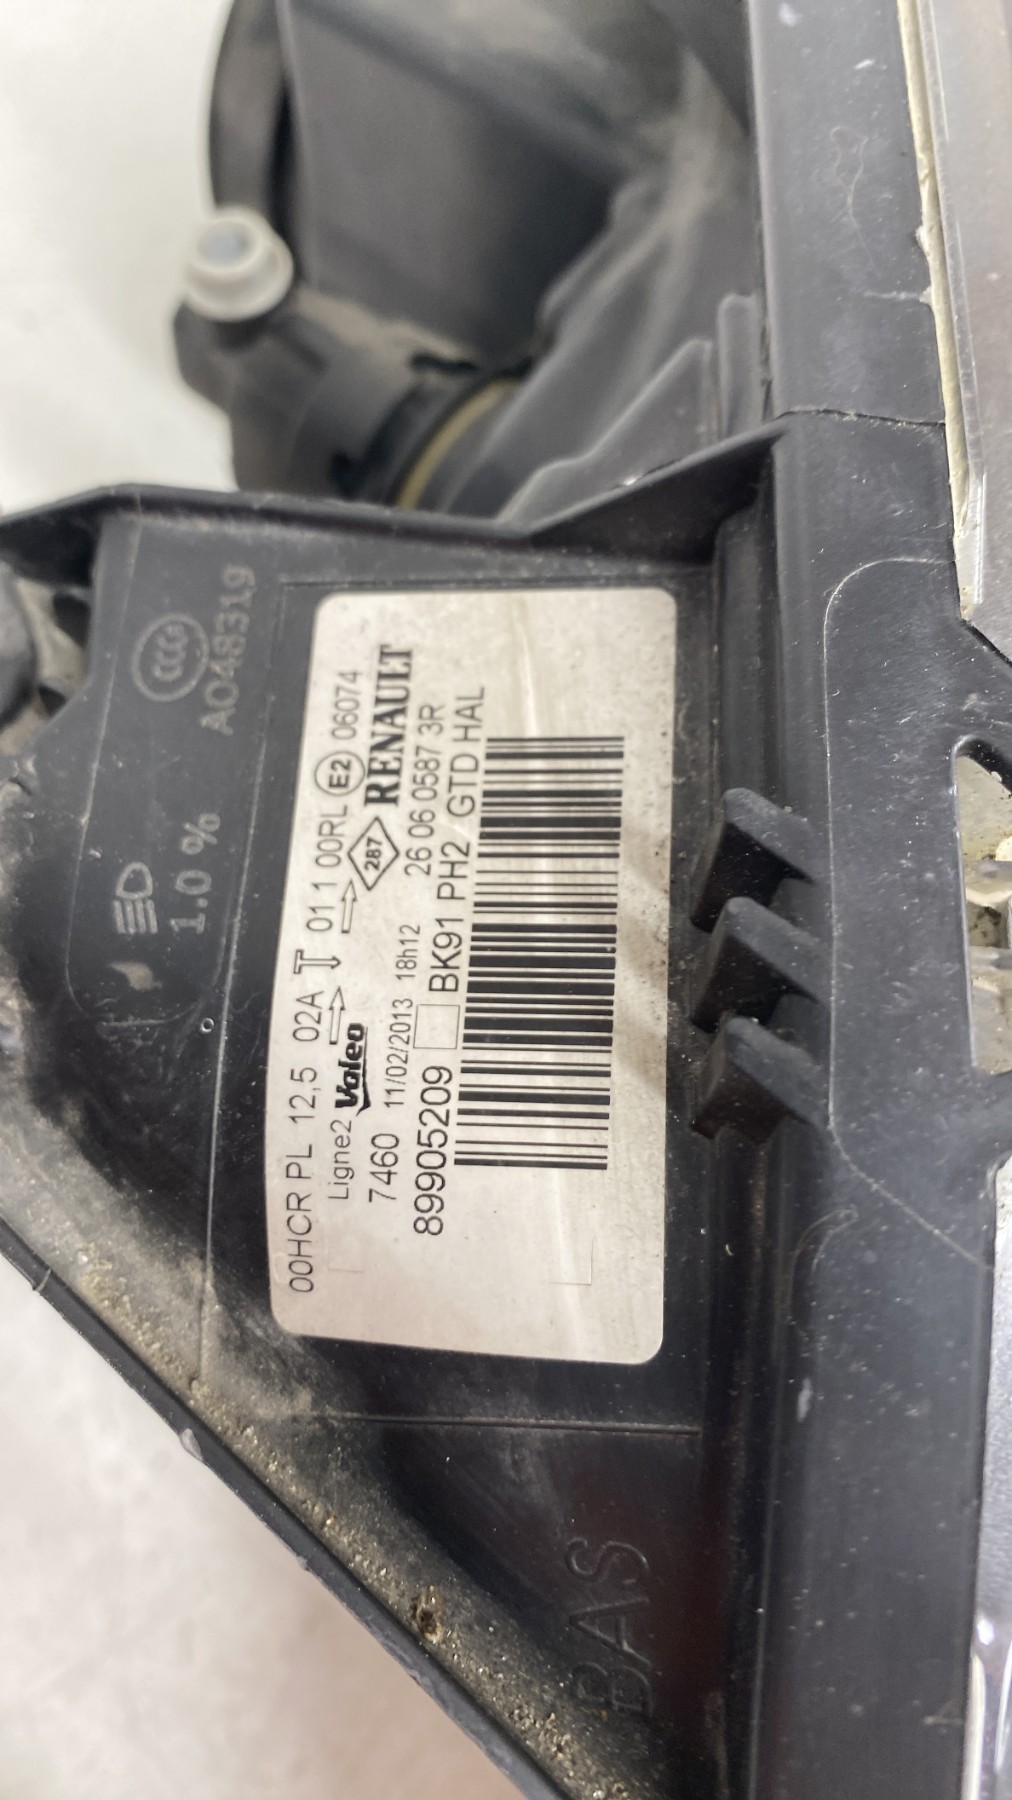 A048319
1.0 %
00HCR PL 12,5 02A 01 1 00RL E2 06074
Ligne2 Valeo 287 RENAULT
7460 11/02/2013 18h12 26 06 0587 3R
89905209 BK91 PH2 GTD HAL
BAS